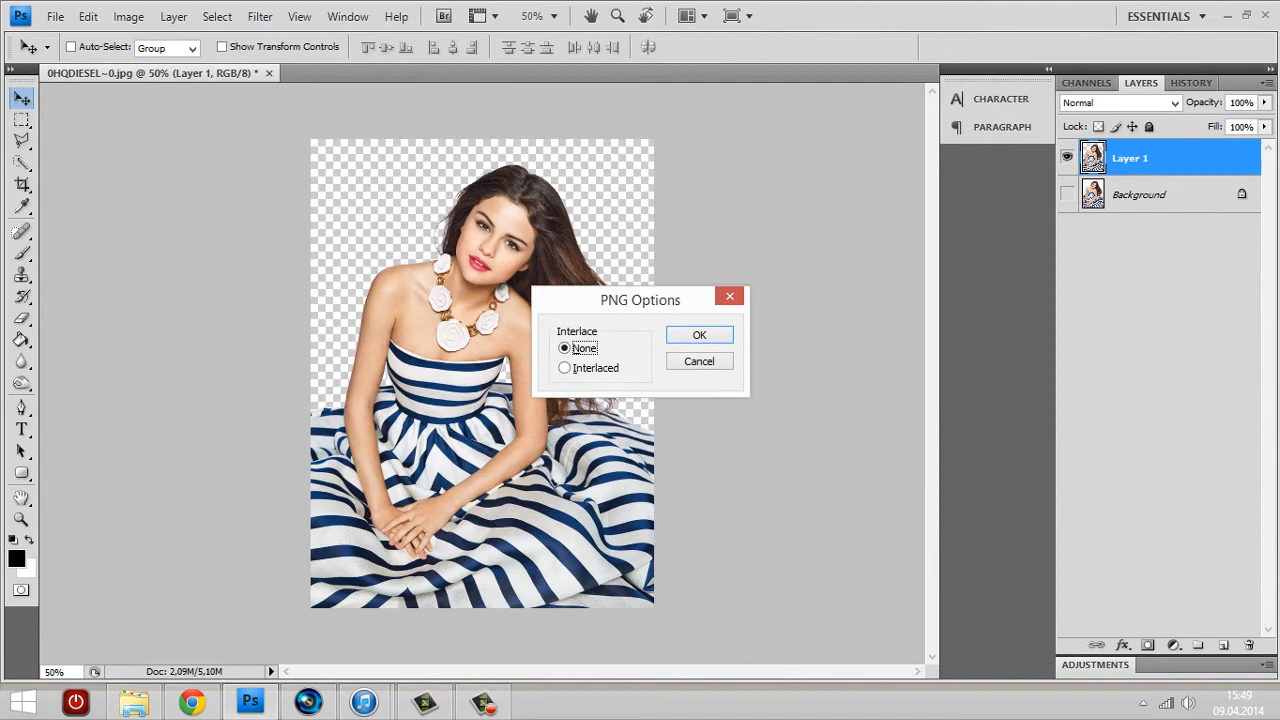 Ps File Edit Image Layer Select Filter View Window Help Br 50% ESSENTIALS
Auto-Select: Group Show Transform Controls
0HQDIESEL~0.jpg @ 50% (Layer 1, RGB/8) *
CHARACTER
PARAGRAPH
CHANNELS LAYERS HISTORY
Normal Opacity: 100%
Lock: Fill: 100%
Layer 1
Background
PNG Options
Interlace
None
Interlaced
OK
Cancel
50% Doc: 2,09M/5,10M
ADJUSTMENTS
Ps
15:49
09.04.2014